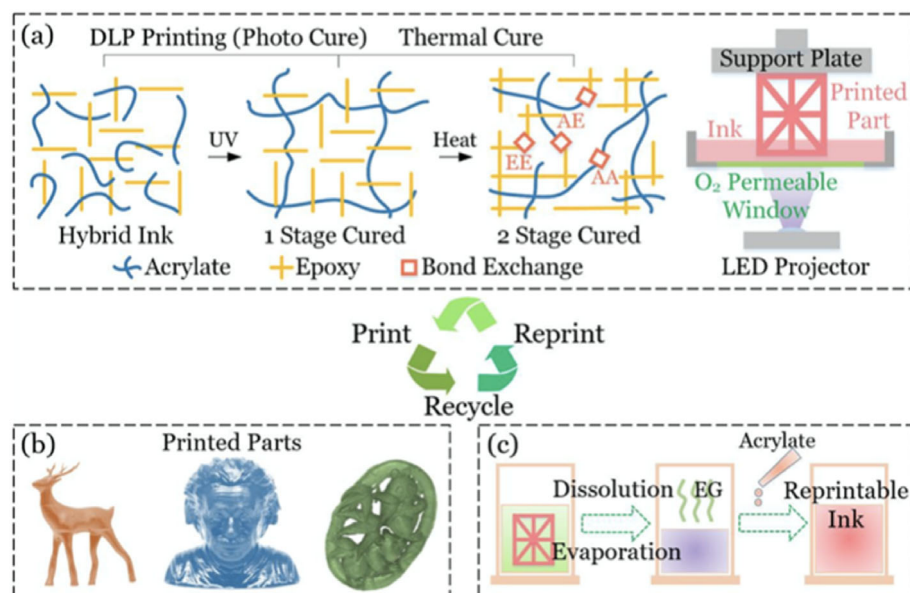 (a)
DLP Printing (Photo Cure)
Thermal Cure
UV
Heat
AE
EE
AA
Hybrid Ink
1 Stage Cured
2 Stage Cured
Acrylate
Epoxy
Bond Exchange
Support Plate
Printed
Part
Ink
O₂ Permeable
Window
LED Projector
Print
Reprint
Recycle
(b)
Printed Parts
(c)
Acrylate
Dissolution
Evaporation
EG
Reprintable
Ink